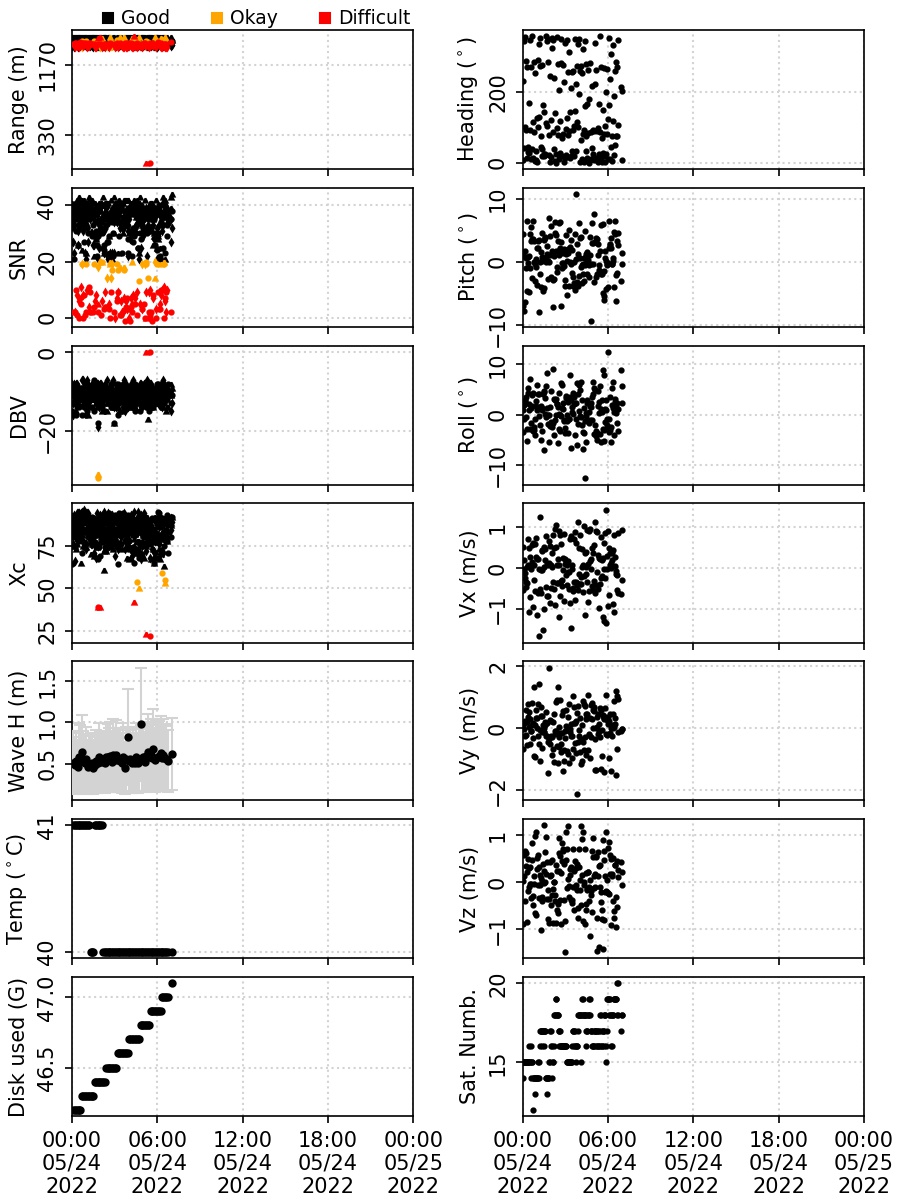 Good Okay Difficult
Range (m)
1170
330
Heading (°)
200
0
SNR
40
20
0
Pitch (°)
10
0
−10
DBV
0
−20
Roll (°)
10
0
−10
Xc
75
50
25
Vx (m/s)
1
0
−1
Wave H (m)
1.5
1.0
0.5
Vy (m/s)
2
0
−2
Temp (°C)
41
40
Vz (m/s)
1
0
−1
Disk used (G)
47.0
46.5
Sat. Numb.
20
15
00:00 06:00 12:00 18:00 00:00
05/24 05/24 05/24 05/24 05/25
2022 2022 2022 2022 2022
00:00 06:00 12:00 18:00 00:00
05/24 05/24 05/24 05/24 05/25
2022 2022 2022 2022 2022